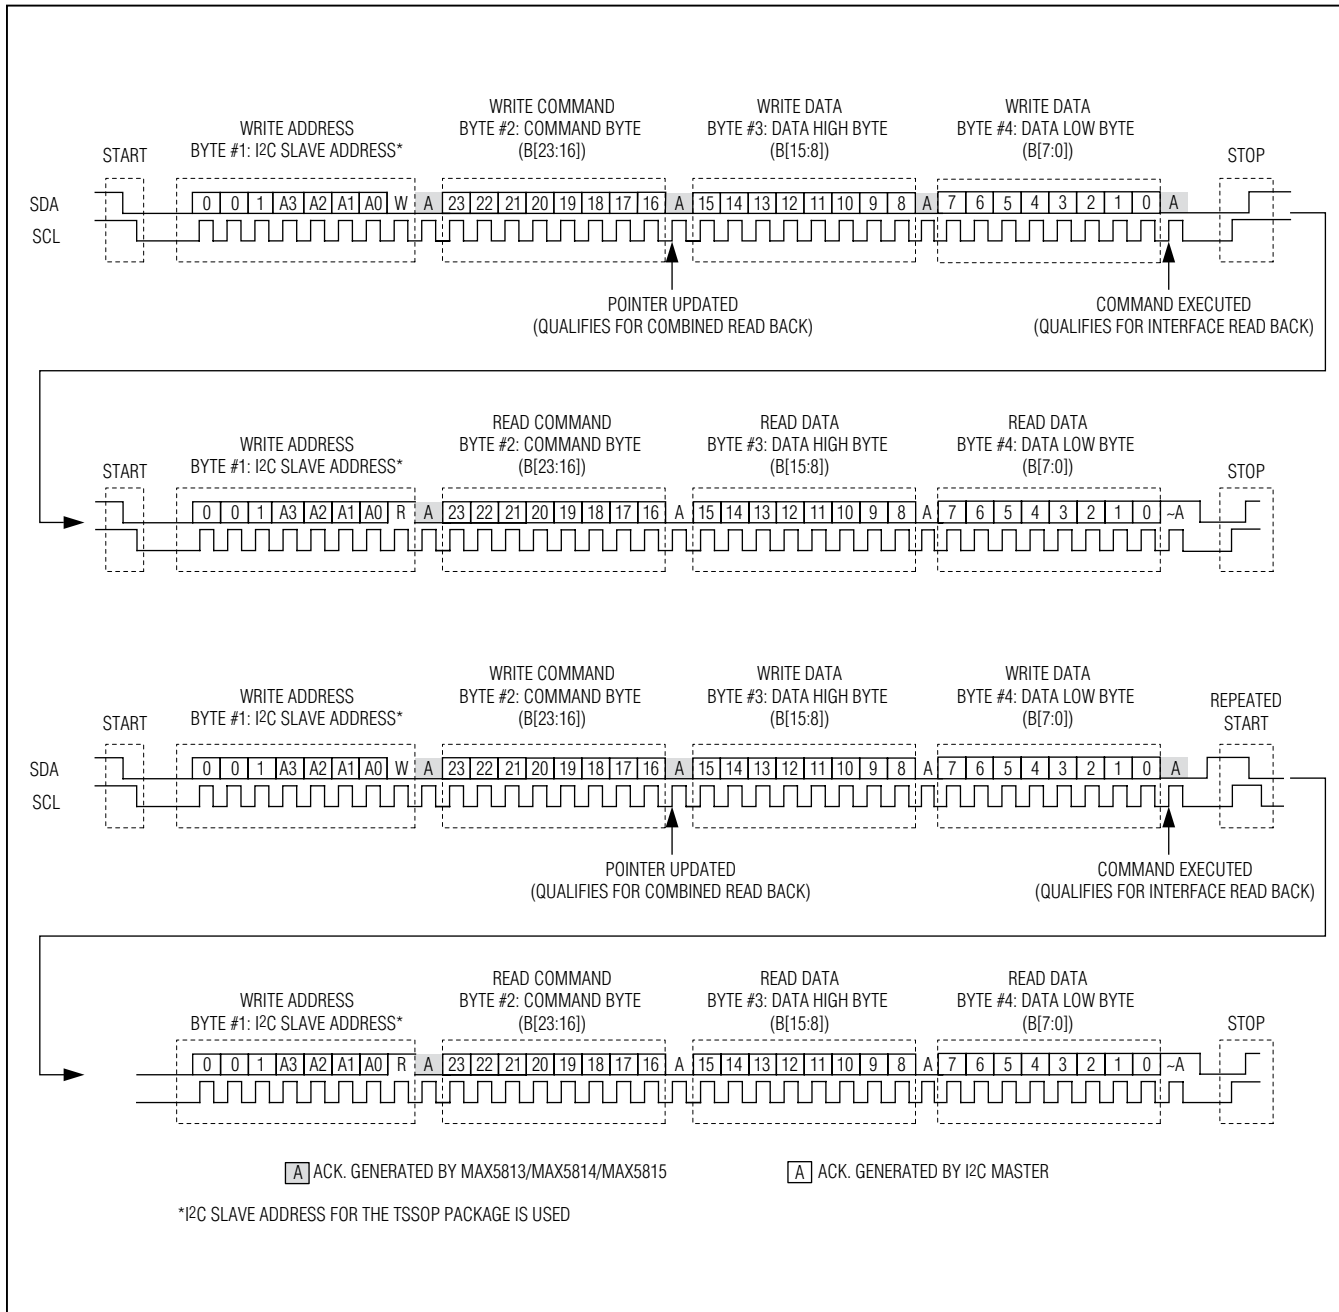 WRITE COMMAND
BYTE #2: COMMAND BYTE
(B[23:16])
WRITE DATA
BYTE #3: DATA HIGH BYTE
(B[15:8])
WRITE DATA
BYTE #4: DATA LOW BYTE
(B[7:0])
WRITE ADDRESS
BYTE #1: I2C SLAVE ADDRESS*
START
STOP
SDA
0 0 1 A3 A2 A1 A0 W A 23 22 21 20 19 18 17 16 A 15 14 13 12 11 10 9 8 A 7 6 5 4 3 2 1 0 A
SCL
POINTER UPDATED
(QUALIFIES FOR COMBINED READ BACK)
COMMAND EXECUTED
(QUALIFIES FOR INTERFACE READ BACK)
READ COMMAND
BYTE #2: COMMAND BYTE
(B[23:16])
READ DATA
BYTE #3: DATA HIGH BYTE
(B[15:8])
READ DATA
BYTE #4: DATA LOW BYTE
(B[7:0])
WRITE ADDRESS
BYTE #1: I2C SLAVE ADDRESS*
START
STOP
0 0 1 A3 A2 A1 A0 R A 23 22 21 20 19 18 17 16 A 15 14 13 12 11 10 9 8 A 7 6 5 4 3 2 1 0 ~A
WRITE COMMAND
BYTE #2: COMMAND BYTE
(B[23:16])
WRITE DATA
BYTE #3: DATA HIGH BYTE
(B[15:8])
WRITE DATA
BYTE #4: DATA LOW BYTE
(B[7:0])
WRITE ADDRESS
BYTE #1: I2C SLAVE ADDRESS*
START
REPEATED
START
SDA
0 0 1 A3 A2 A1 A0 W A 23 22 21 20 19 18 17 16 A 15 14 13 12 11 10 9 8 A 7 6 5 4 3 2 1 0 A
SCL
POINTER UPDATED
(QUALIFIES FOR COMBINED READ BACK)
COMMAND EXECUTED
(QUALIFIES FOR INTERFACE READ BACK)
READ COMMAND
BYTE #2: COMMAND BYTE
(B[23:16])
READ DATA
BYTE #3: DATA HIGH BYTE
(B[15:8])
READ DATA
BYTE #4: DATA LOW BYTE
(B[7:0])
WRITE ADDRESS
BYTE #1: I2C SLAVE ADDRESS*
STOP
0 0 1 A3 A2 A1 A0 R A 23 22 21 20 19 18 17 16 A 15 14 13 12 11 10 9 8 A 7 6 5 4 3 2 1 0 ~A
A ACK. GENERATED BY MAX5813/MAX5814/MAX5815
A ACK. GENERATED BY I2C MASTER
*I2C SLAVE ADDRESS FOR THE TSSOP PACKAGE IS USED